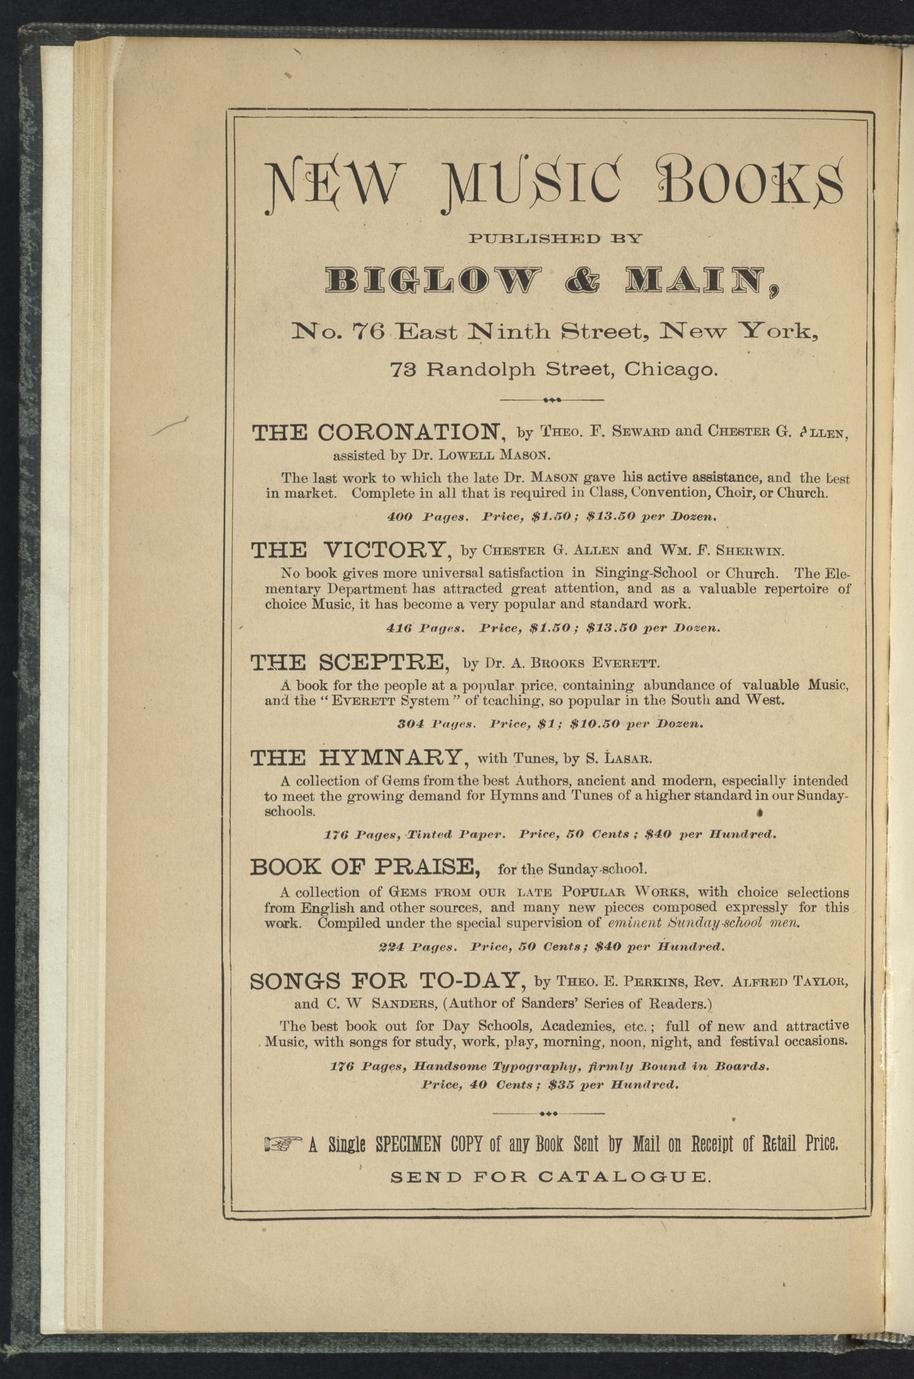 NEW MUSIC BOOKS
PUBLISHED BY
BIGLOW & MAIN,
No. 76 East Ninth Street, New York,
73 Randolph Street, Chicago.
THE CORONATION, by THEO. F. SEWARD and CHESTER G. ALLEN,
assisted by Dr. LOWELL MASON.
The last work to which the late Dr. MASON gave his active assistance, and the best
in market. Complete in all that is required in Class, Convention, Choir, or Church.
400 Pages. Price, $1.50; $13.50 per Dozen.
THE VICTORY, by CHESTER G. ALLEN and WM. F. SHERWIN.
No book gives more universal satisfaction in Singing-School or Church. The Ele-
mentary Department has attracted great attention, and as a valuable repertoire of
choice Music, it has become a very popular and standard work.
416 Pages. Price, $1.50; $13.50 per Dozen.
THE SCEPTRE, by Dr. A. BROOKS EVERETT.
A book for the people at a popular price, containing abundance of valuable Music,
and the "EVERETT System" of teaching, so popular in the South and West.
304 Pages. Price, $1; $10.50 per Dozen.
THE HYMNARY, with Tunes, by S. LASAR.
A collection of Gems from the best Authors, ancient and modern, especially intended
to meet the growing demand for Hymns and Tunes of a higher standard in our Sunday-
schools.
176 Pages, Tinted Paper. Price, 50 Cents; $40 per Hundred.
BOOK OF PRAISE, for the Sunday-school.
A collection of GEMS FROM OUR LATE POPULAR WORKS, with choice selections
from English and other sources, and many new pieces composed expressly for this
work. Compiled under the special supervision of eminent Sunday-school men.
224 Pages. Price, 50 Cents; $40 per Hundred.
SONGS FOR TO-DAY, by THEO. E. PERKINS, REV. ALFRED TAYLOR,
and C. W SANDERS, (Author of Sanders' Series of Readers.)
The best book out for Day Schools, Academies, etc.; full of new and attractive
Music, with songs for study, work, play, morning, noon, night, and festival occasions.
176 Pages, Handsome Typography, firmly Bound in Boards.
Price, 40 Cents; $35 per Hundred.
☞ A Single SPECIMEN COPY of any Book Sent by Mail on Receipt of Retail Price.
SEND FOR CATALOGUE.